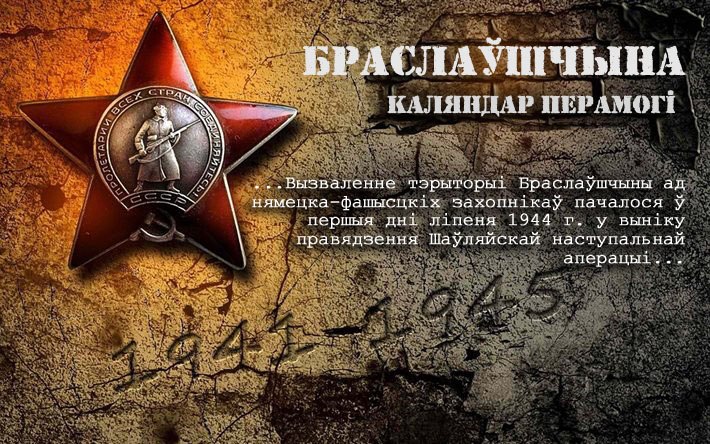 БРАСЛАЎШЧЫНА
КАЛЯНДАР ПЕРАМОГІ
ПРОЛЕТАРИИ ВСЕХ СТРАН СОЕДИНЯЙТЕСЬ!
СССР
...Вызваленне тэрыторыі Браслаўшчыны ад
нямецка-фашысцкіх захопнікаў пачалося ў
першыя дні ліпеня 1944 г. у выніку
правядзення Шаўляйскай наступальнай
аперацыі...
1941-1945